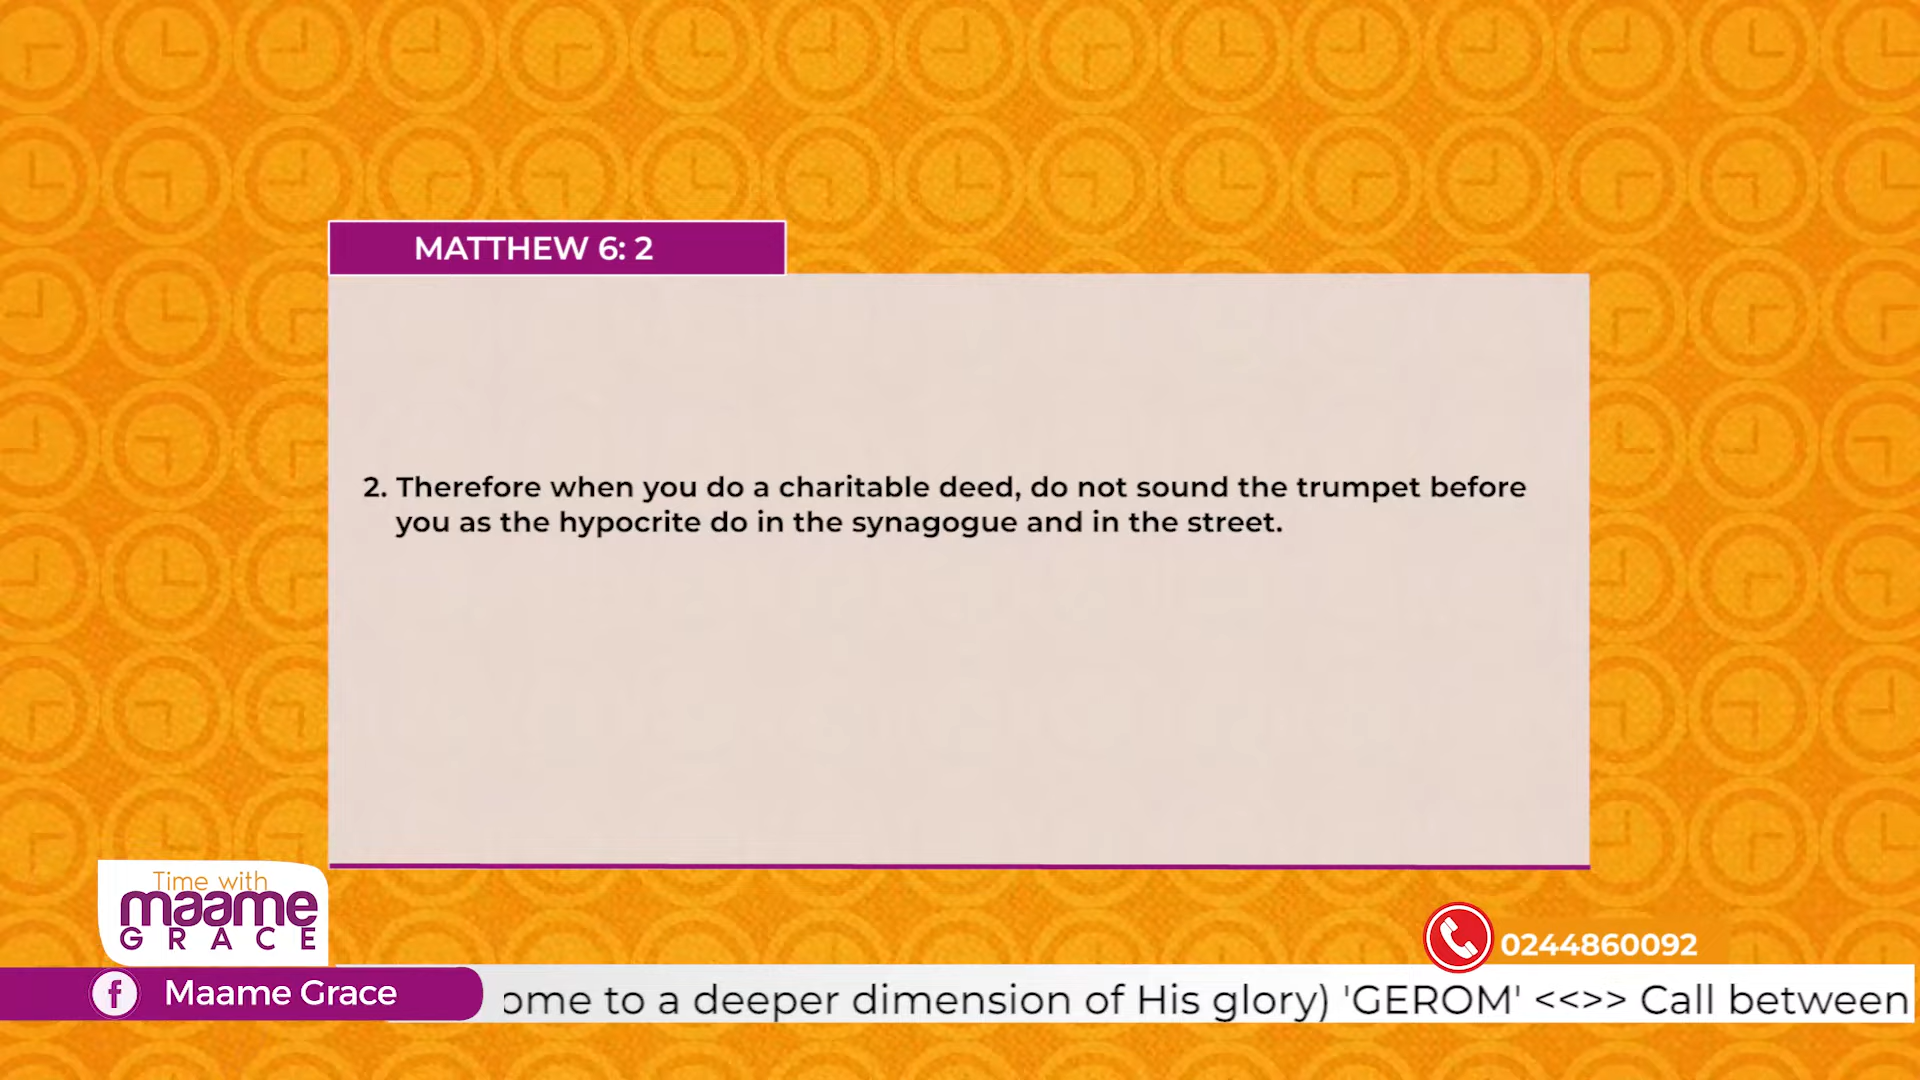 MATTHEW 6: 2
2. Therefore when you do a charitable deed, do not sound the trumpet before
you as the hypocrite do in the synagogue and in the street.
Time with
maame
GRACE
0244860092
f Maame Grace
to a deeper dimension of His glory) 'GEROM' <<>> Call between